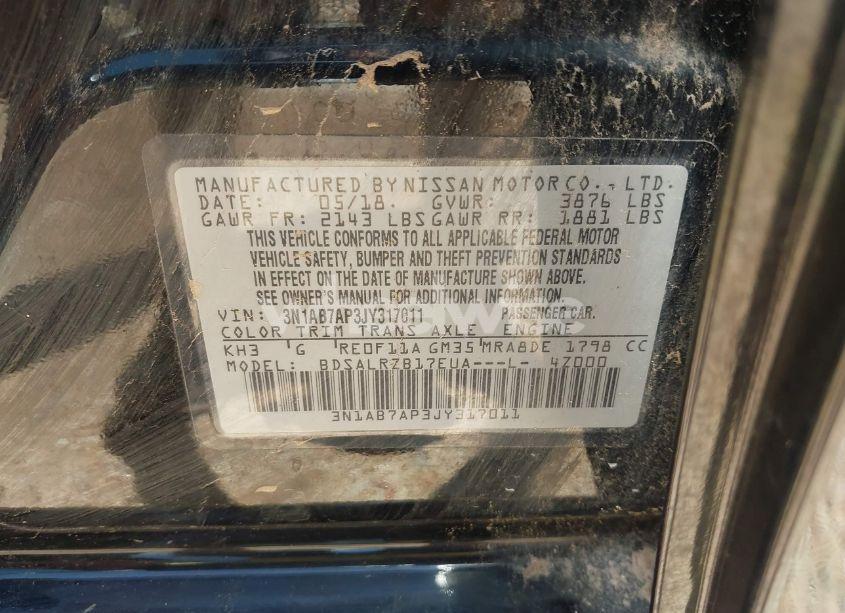 MANUFACTURED BY NISSAN MOTOR CO., LTD.
DATE: 05/18. GVWR: 3876 LBS
GAWR FR: 2143 LBS GAWR RR: 1881 LBS
THIS VEHICLE CONFORMS TO ALL APPLICABLE FEDERAL MOTOR
VEHICLE SAFETY, BUMPER AND THEFT PREVENTION STANDARDS
IN EFFECT ON THE DATE OF MANUFACTURE SHOWN ABOVE.
SEE OWNER'S MANUAL FOR ADDITIONAL INFORMATION.
VIN: 3N1AB7AP3JY317011 PASSENGER CAR.
COLOR TRIM TRANS AXLE ENGINE
KH3 G RE0F11A GM35 MRA8DE 1798 CC
MODEL: BDSALRZB17EUA---L- 4Z000
3N1AB7AP3JY317011